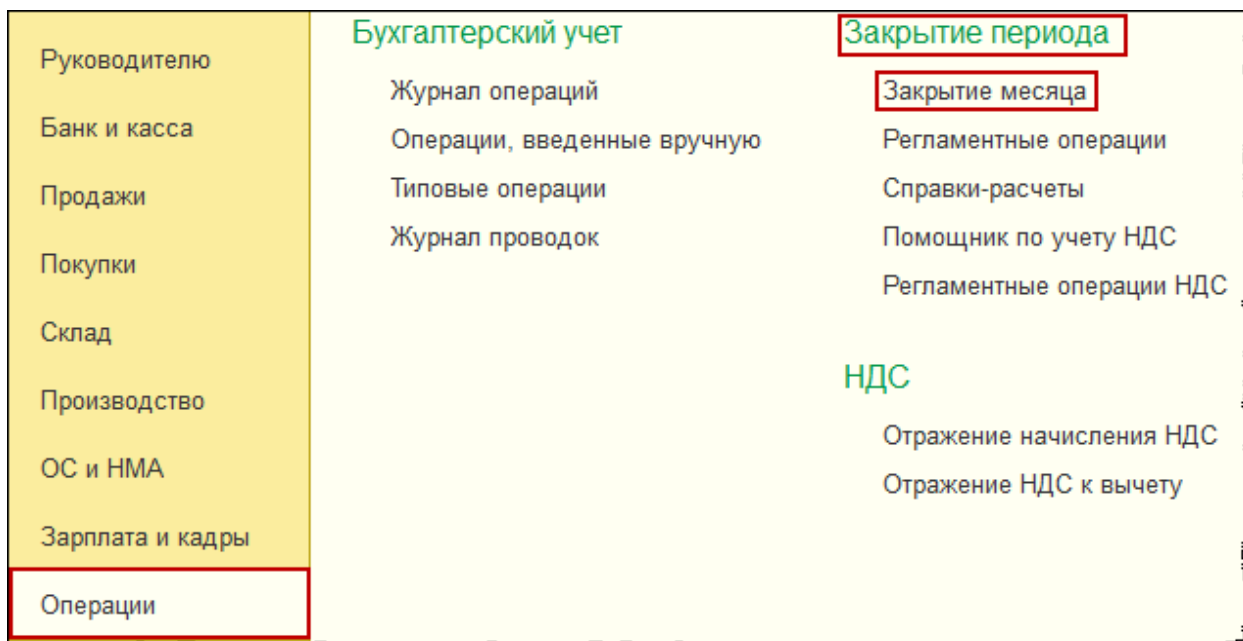 Руководителю
Банк и касса
Продажи
Покупки
Склад
Производство
ОС и НМА
Зарплата и кадры
Операции
Бухгалтерский учет
Журнал операций
Операции, введенные вручную
Типовые операции
Журнал проводок
Закрытие периода
Закрытие месяца
Регламентные операции
Справки-расчеты
Помощник по учету НДС
Регламентные операции НДС
НДС
Отражение начисления НДС
Отражение НДС к вычету